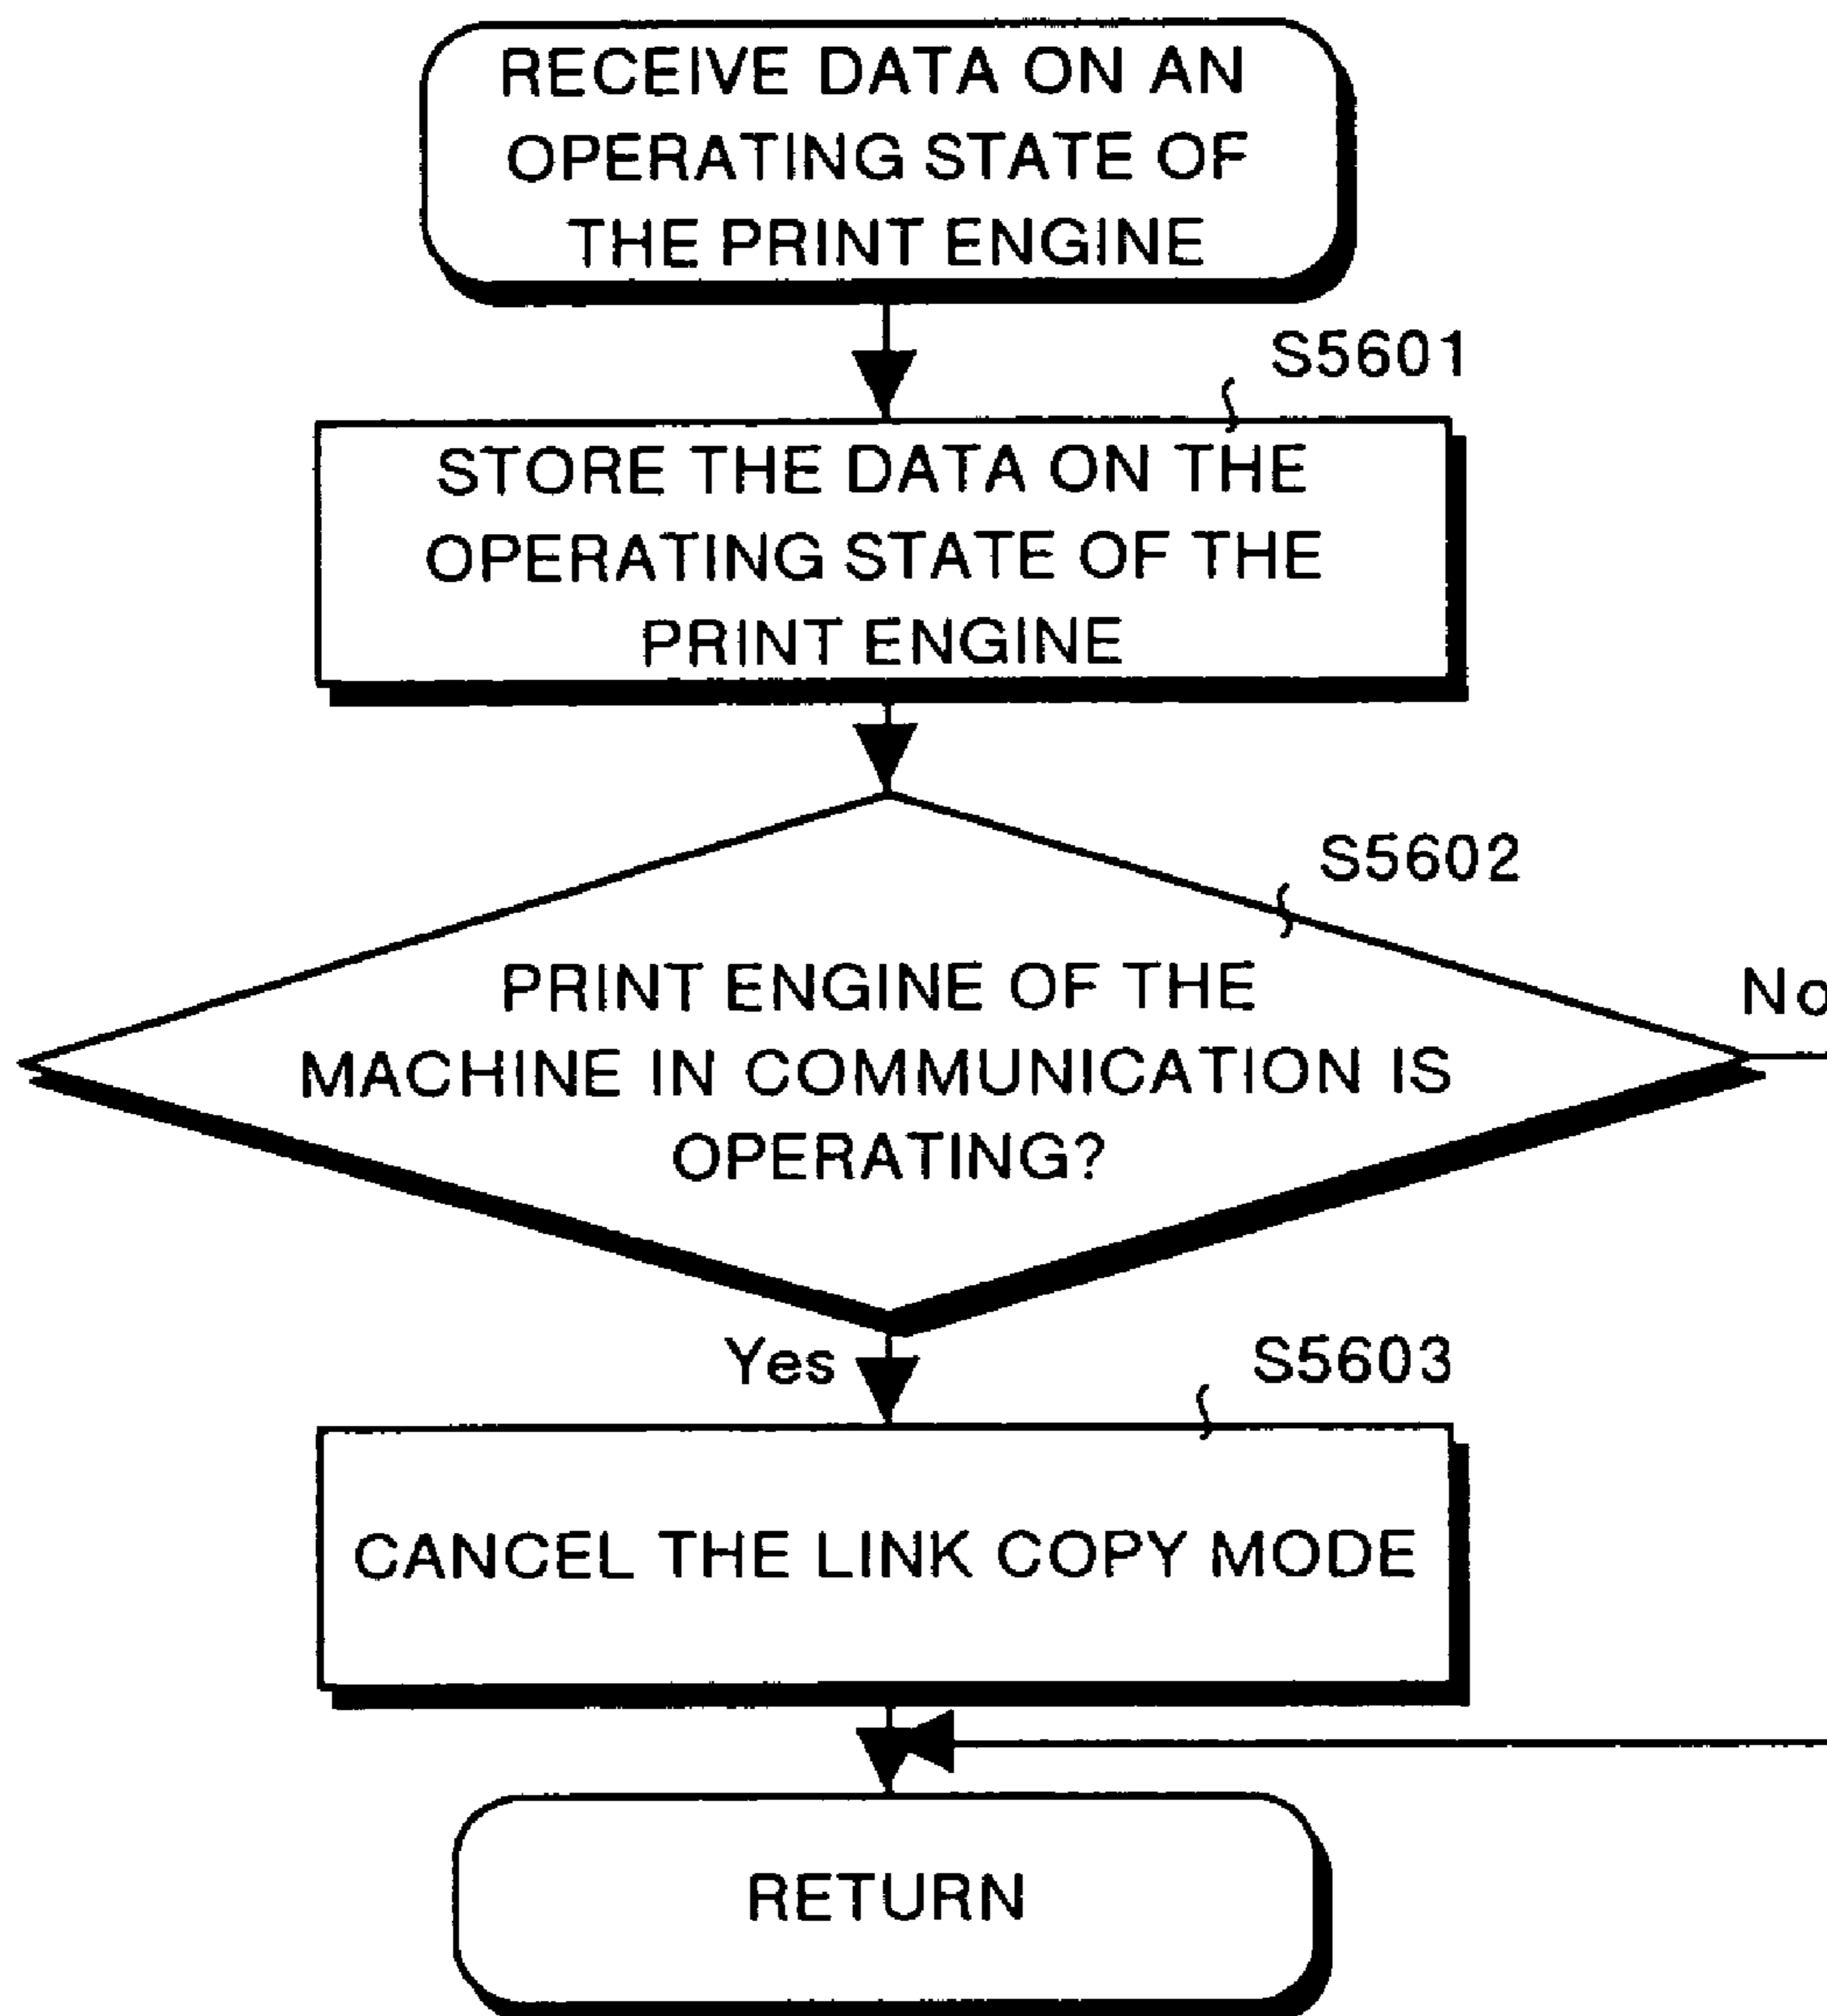 RECEIVE DATA ON AN
OPERATING STATE OF
THE PRINT ENGINE
S5601
STORE THE DATA ON THE
OPERATING STATE OF THE
PRINT ENGINE
S5602
PRINT ENGINE OF THE
MACHINE IN COMMUNICATION IS
OPERATING?
No
Yes
S5603
CANCEL THE LINK COPY MODE
RETURN